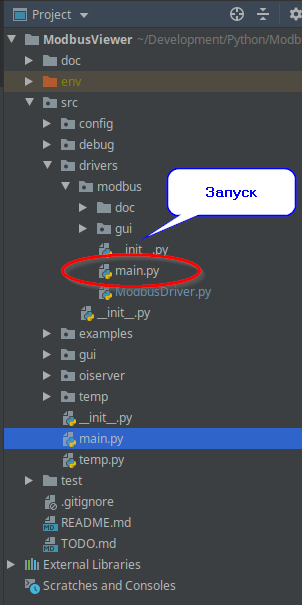 Project
ModbusViewer ~/Development/Python/Modb
doc
env
src
config
debug
drivers
modbus
Запуск
doc
gui
__init__.py
main.py
ModbusDriver.py
__init__.py
examples
gui
oiserver
temp
__init__.py
main.py
temp.py
test
.gitignore
README.md
TODO.md
External Libraries
Scratches and Consoles